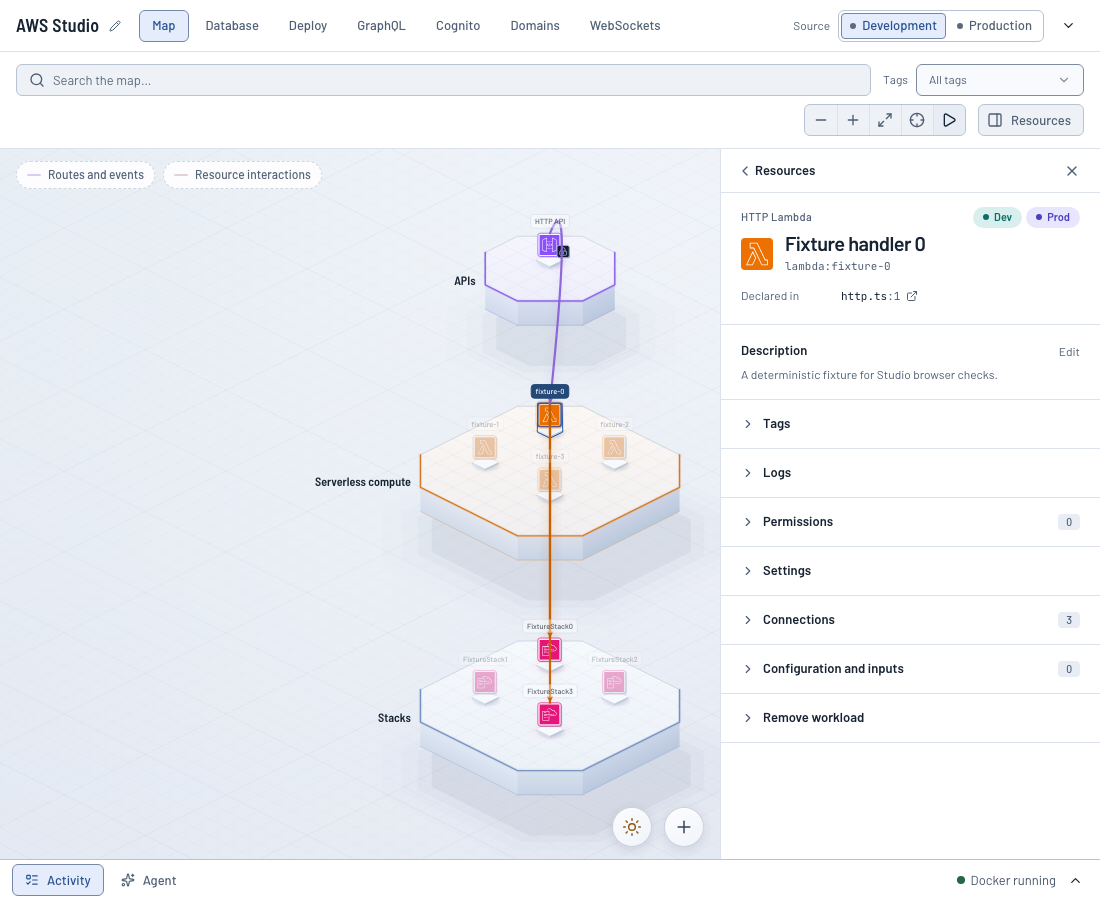 AWS Studio
Map
Database
Deploy
GraphQL
Cognito
Domains
WebSockets
Source
Development
Production
Search the map...
Tags
All tags
Resources
Routes and events
Resource interactions
HTTP API
APIs
fixture-0
fixture-1
fixture-2
fixture-3
Serverless compute
FixtureStack0
FixtureStack1
FixtureStack2
FixtureStack3
Stacks
Resources
HTTP Lambda
Dev
Prod
Fixture handler 0
lambda:fixture-0
Declared in
http.ts:1
Description
Edit
A deterministic fixture for Studio browser checks.
Tags
Logs
Permissions
0
Settings
Connections
3
Configuration and inputs
0
Remove workload
Activity
Agent
Docker running